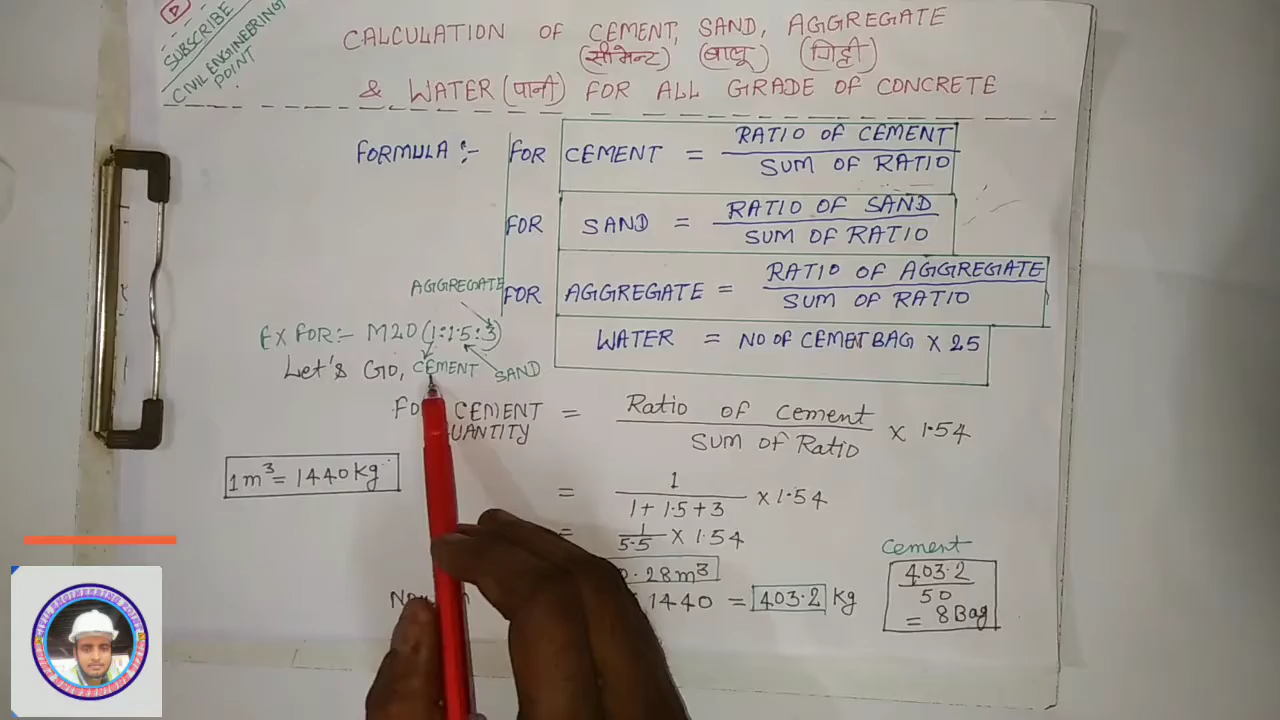 SUBSCRIBE
CIVIL ENGINEERING
POINT
CALCULATION OF CEMENT, SAND, AGGREGATE
(सीमेन्ट) (बालू) (गिट्टी)
& WATER (पानी) FOR ALL GRADE OF CONCRETE
FORMULA :- FOR CEMENT = RATIO OF CEMENT
SUM OF RATIO
FOR SAND = RATIO OF SAND
SUM OF RATIO
FOR AGGREGATE = RATIO OF AGGREGATE
SUM OF RATIO
WATER = NO OF CEMENT BAG × 25
AGGREGATE
EX FOR:- M20 (1:1.5:3)
Let's Go, CEMENT SAND
CEMENT = Ratio of cement
SUM OF Ratio × 1.54
1m³ = 1440 Kg
= 1
1 + 1.5 + 3 × 1.54
= 1
5.5 × 1.54
.28m³
1440 = 403.2 Kg
Cement
403.2
50
= 8 Bag
CIVIL ENGINEERING POINT